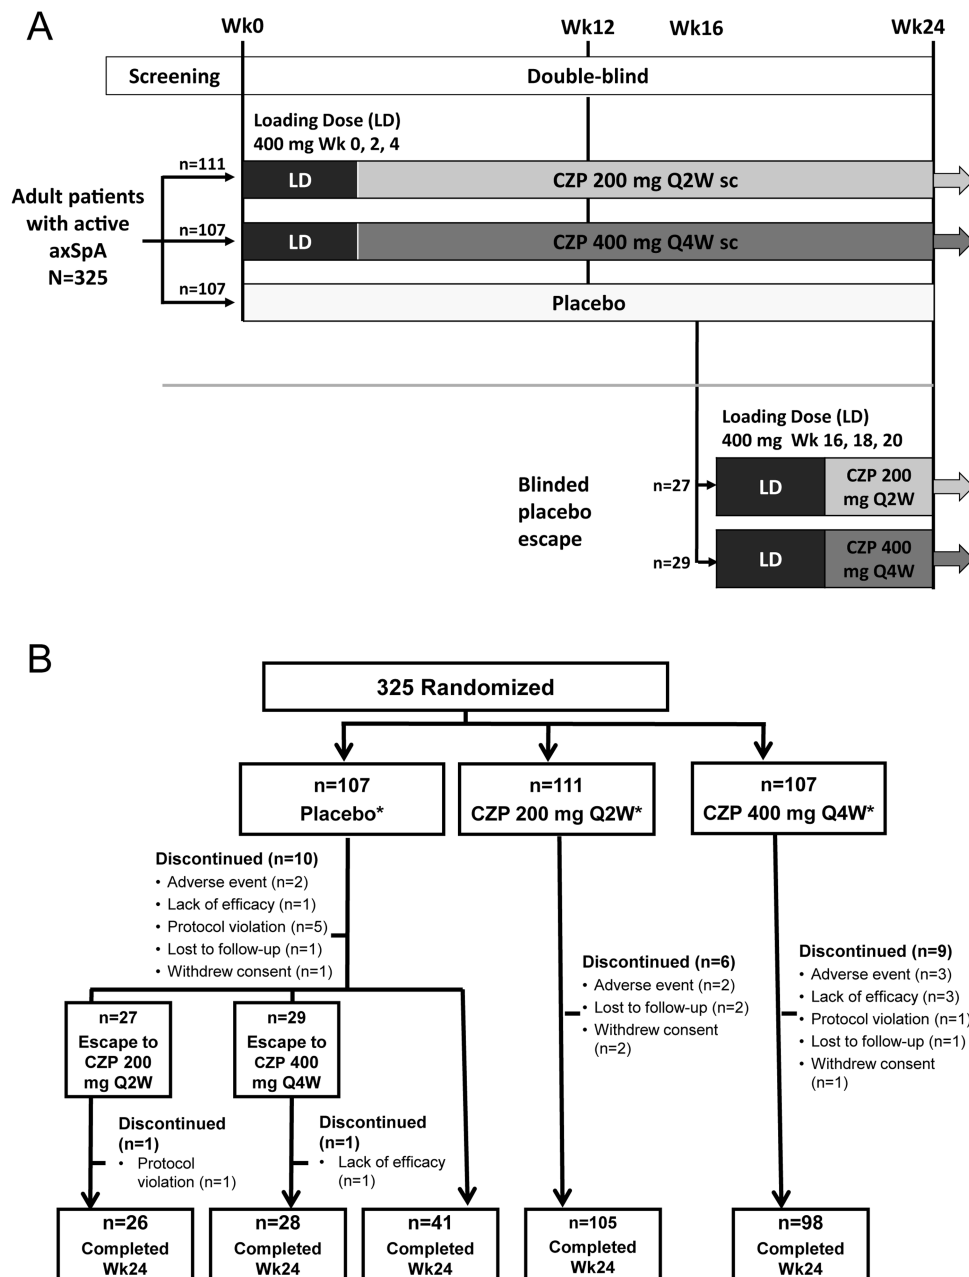 A
Wk0
Wk12
Wk16
Wk24
Screening
Double-blind
Loading Dose (LD)
400 mg Wk 0, 2, 4
n=111
LD
CZP 200 mg Q2W sc
Adult patients
with active
axSpA
N=325
n=107
LD
CZP 400 mg Q4W sc
n=107
Placebo
Loading Dose (LD)
400 mg Wk 16, 18, 20
Blinded
placebo
escape
n=27
LD
CZP 200
mg Q2W
n=29
LD
CZP 400
mg Q4W
B
325 Randomized
n=107
Placebo*
n=111
CZP 200 mg Q2W*
n=107
CZP 400 mg Q4W*
Discontinued (n=10)
• Adverse event (n=2)
• Lack of efficacy (n=1)
• Protocol violation (n=5)
• Lost to follow-up (n=1)
• Withdrew consent (n=1)
Discontinued (n=6)
• Adverse event (n=2)
• Lost to follow-up (n=2)
• Withdrew consent
(n=2)
Discontinued (n=9)
• Adverse event (n=3)
• Lack of efficacy (n=3)
• Protocol violation (n=1)
• Lost to follow-up (n=1)
• Withdrew consent
(n=1)
n=27
Escape to
CZP 200
mg Q2W
n=29
Escape to
CZP 400
mg Q4W
Discontinued
(n=1)
• Protocol
violation (n=1)
Discontinued
(n=1)
• Lack of efficacy
(n=1)
n=26
Completed
Wk24
n=28
Completed
Wk24
n=41
Completed
Wk24
n=105
Completed
Wk24
n=98
Completed
Wk24